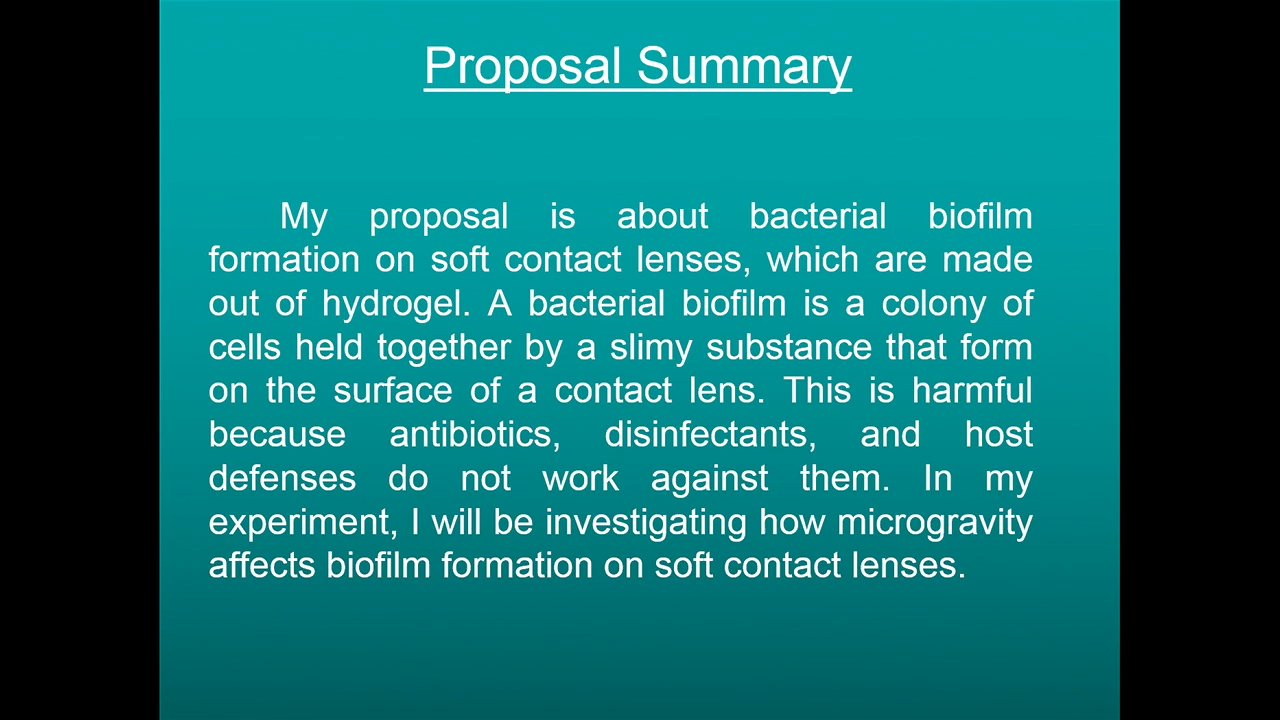 Proposal Summary
My proposal is about bacterial biofilm
formation on soft contact lenses, which are made
out of hydrogel. A bacterial biofilm is a colony of
cells held together by a slimy substance that form
on the surface of a contact lens. This is harmful
because antibiotics, disinfectants, and host
defenses do not work against them. In my
experiment, I will be investigating how microgravity
affects biofilm formation on soft contact lenses.